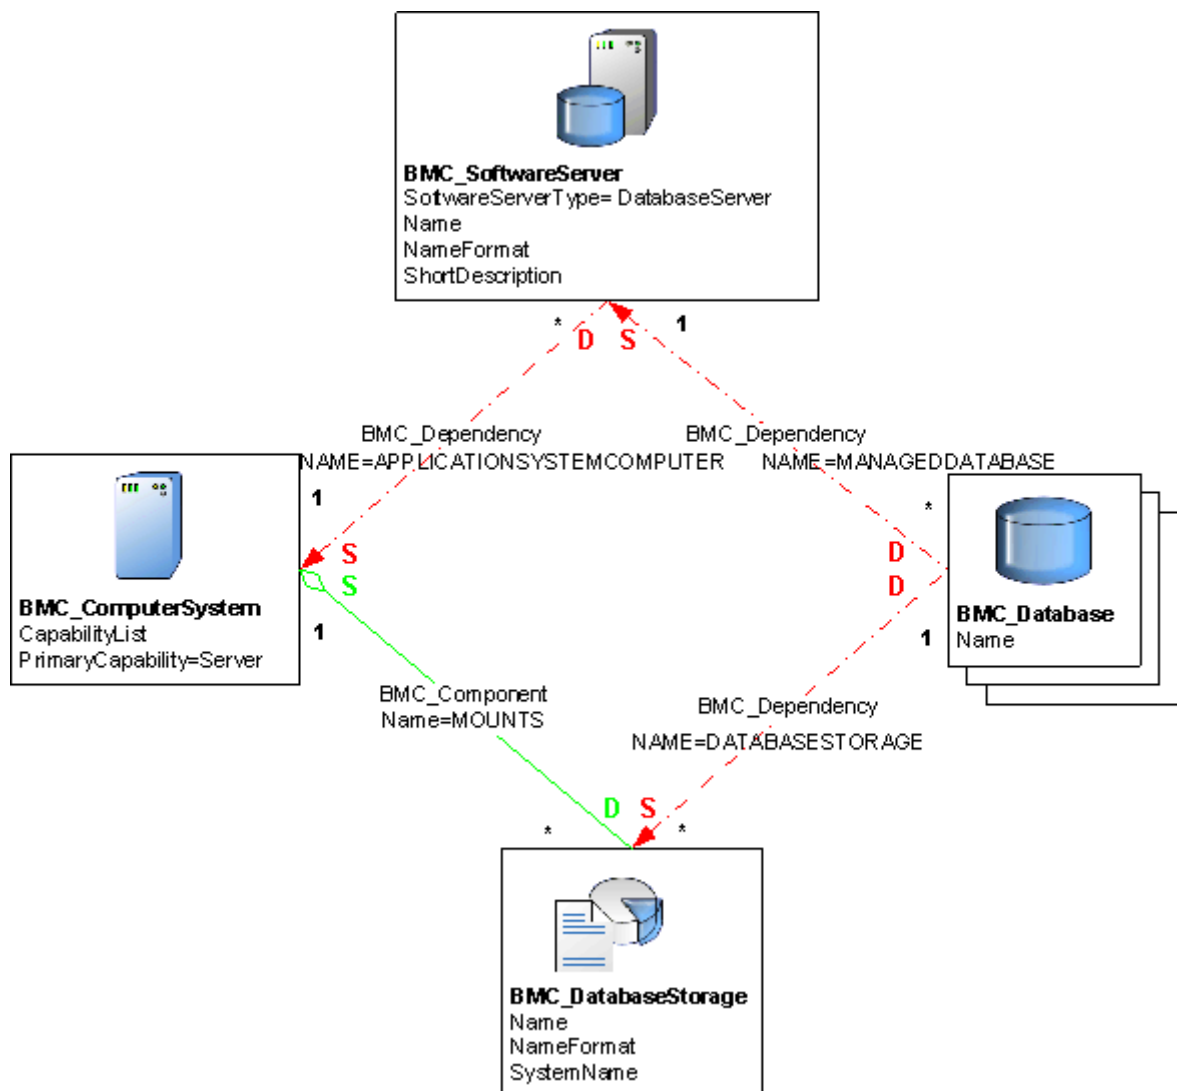 BMC_SoftwareServer
SoftwareServerType= DatabaseServer
Name
NameFormat
ShortDescription
* 1
D S
BMC_Dependency BMC_Dependency
NAME=APPLICATIONSYSTEMCOMPUTER NAME=MANAGEDDATABASE
1 *
S D
S D
BMC_ComputerSystem
CapabilityList
PrimaryCapability=Server
BMC_Database
Name
1 1
BMC_Component
Name=MOUNTS
BMC_Dependency
NAME=DATABASESTORAGE
D S
* *
BMC_DatabaseStorage
Name
NameFormat
SystemName